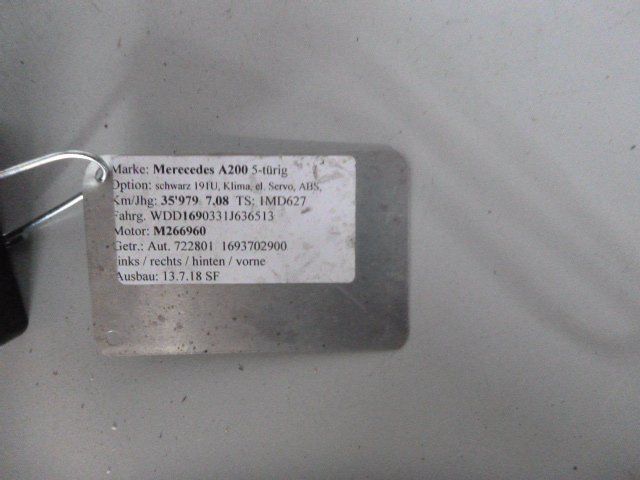 Marke: Merecedes A200 5-türig
Option: schwarz 191U, Klima, el. Servo, ABS,
Km/Jhg: 35'979 7.08 TS: 1MD627
Fahrg. WDD1690331J636513
Motor: M266960
Getr.: Aut. 722801 1693702900
links / rechts / hinten / vorne
Ausbau: 13.7.18 SF